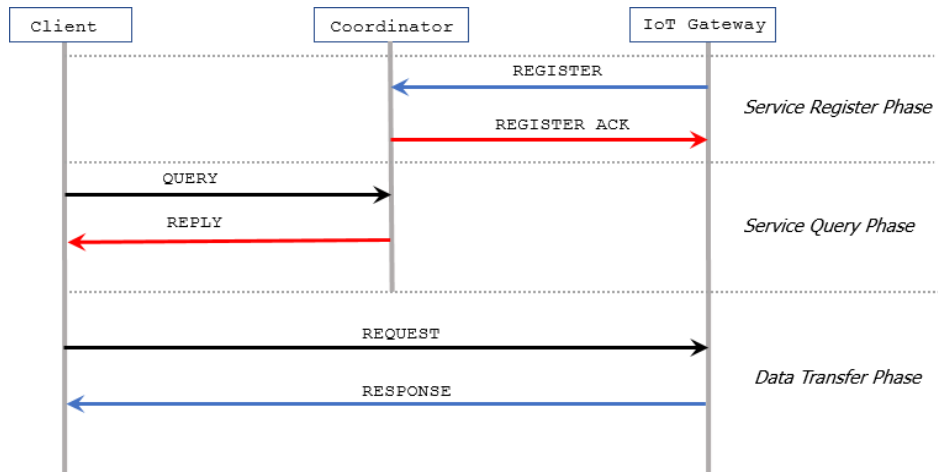 Client
Coordinator
IoT Gateway
REGISTER
Service Register Phase
REGISTER ACK
QUERY
REPLY
Service Query Phase
REQUEST
Data Transfer Phase
RESPONSE